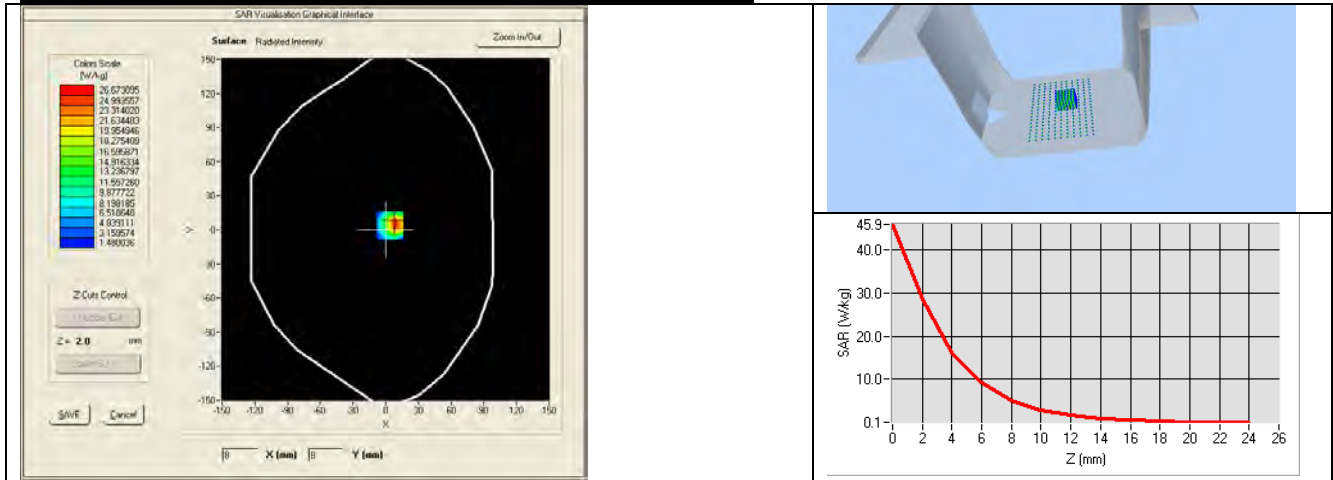 SAR Visualisation Graphical Interface
Surface Radiated Intensity
Zoom In/Out
Colors Scale
(W/kg)
26.673095
24.993557
23.314020
21.634483
19.954946
18.275409
16.595871
14.916334
13.236797
11.557260
9.877722
8.198185
6.518648
4.839111
3.159574
1.480036
Z Cuts Control
Z = 2.0 mm
SAVE
Cancel
150
120
90
60
30
0
-30
-60
-90
-120
-150
Y
-150 -120 -90 -60 -30 0 30 60 90 120 150
X
8 X (mm) 8 Y (mm)
45.9
40.0
30.0
20.0
10.0
0.1
SAR (W/kg)
0 2 4 6 8 10 12 14 16 18 20 22 24 26
Z (mm)